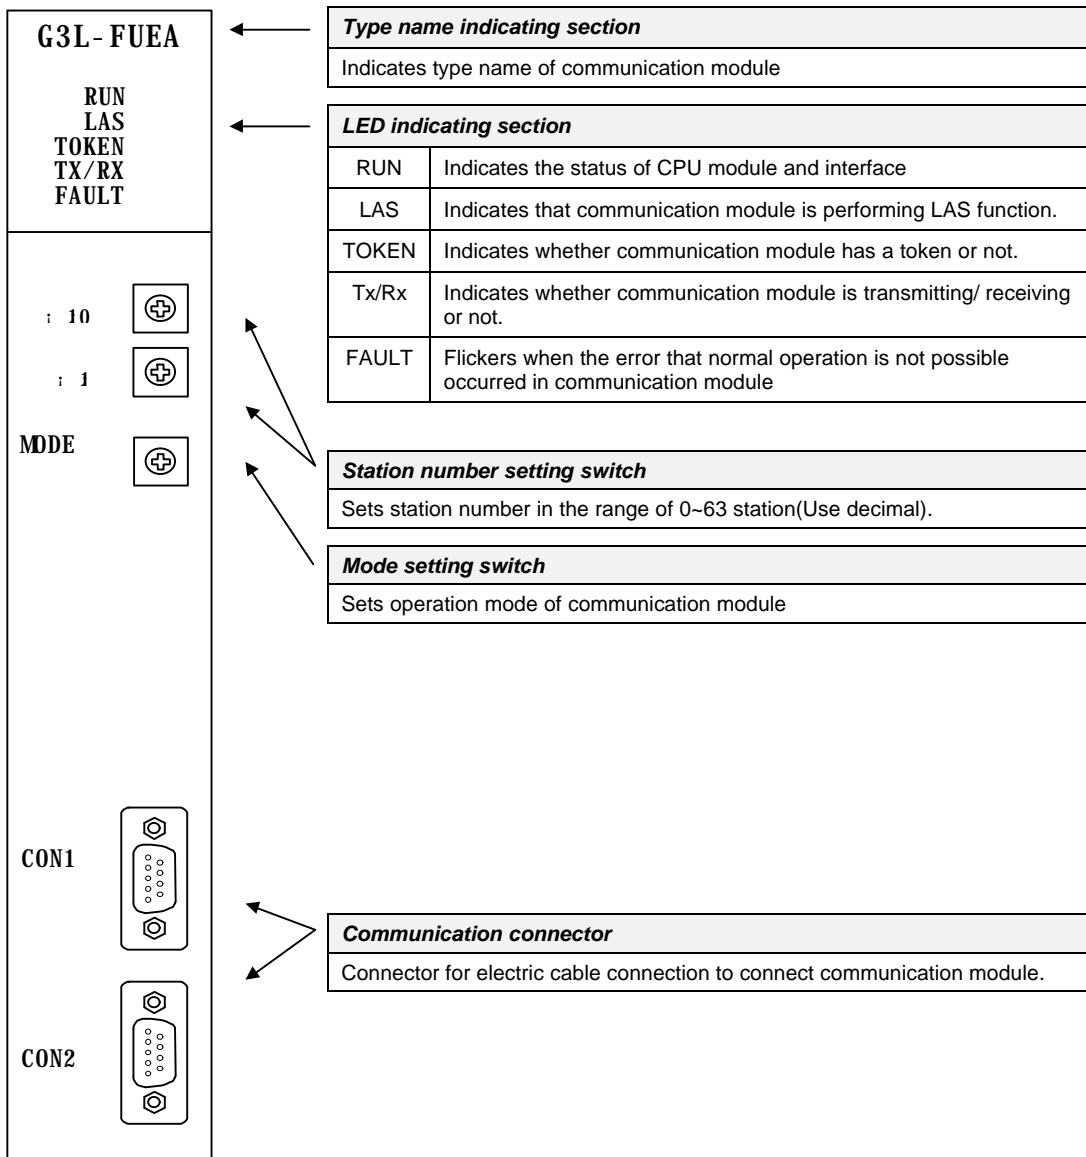 G3L-FUEA
RUN
LAS
TOKEN
TX/RX
FAULT
¡ 10
¡ 1
MODE
CON1
CON2
Type name indicating section
Indicates type name of communication module
LED indicating section
RUN Indicates the status of CPU module and interface
LAS Indicates that communication module is performing LAS function.
TOKEN Indicates whether communication module has a token or not.
Tx/Rx Indicates whether communication module is transmitting/ receiving
or not.
FAULT Flickers when the error that normal operation is not possible
occurred in communication module
Station number setting switch
Sets station number in the range of 0~63 station(Use decimal).
Mode setting switch
Sets operation mode of communication module
Communication connector
Connector for electric cable connection to connect communication module.